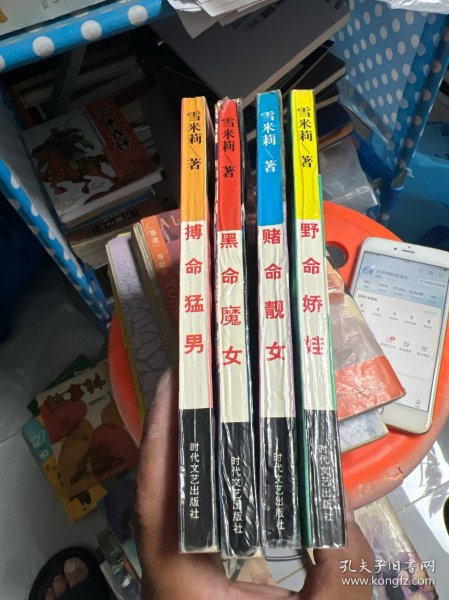 雪米莉 著
搏命猛男
时代文艺出版社
雪米莉 著
黑命魔女
时代文艺出版社
雪米莉 著
赌命靓女
时代文艺出版社
雪米莉 著
野命娇娃
时代文艺出版社
故事林
孔夫子旧书网
www.kongfz.com